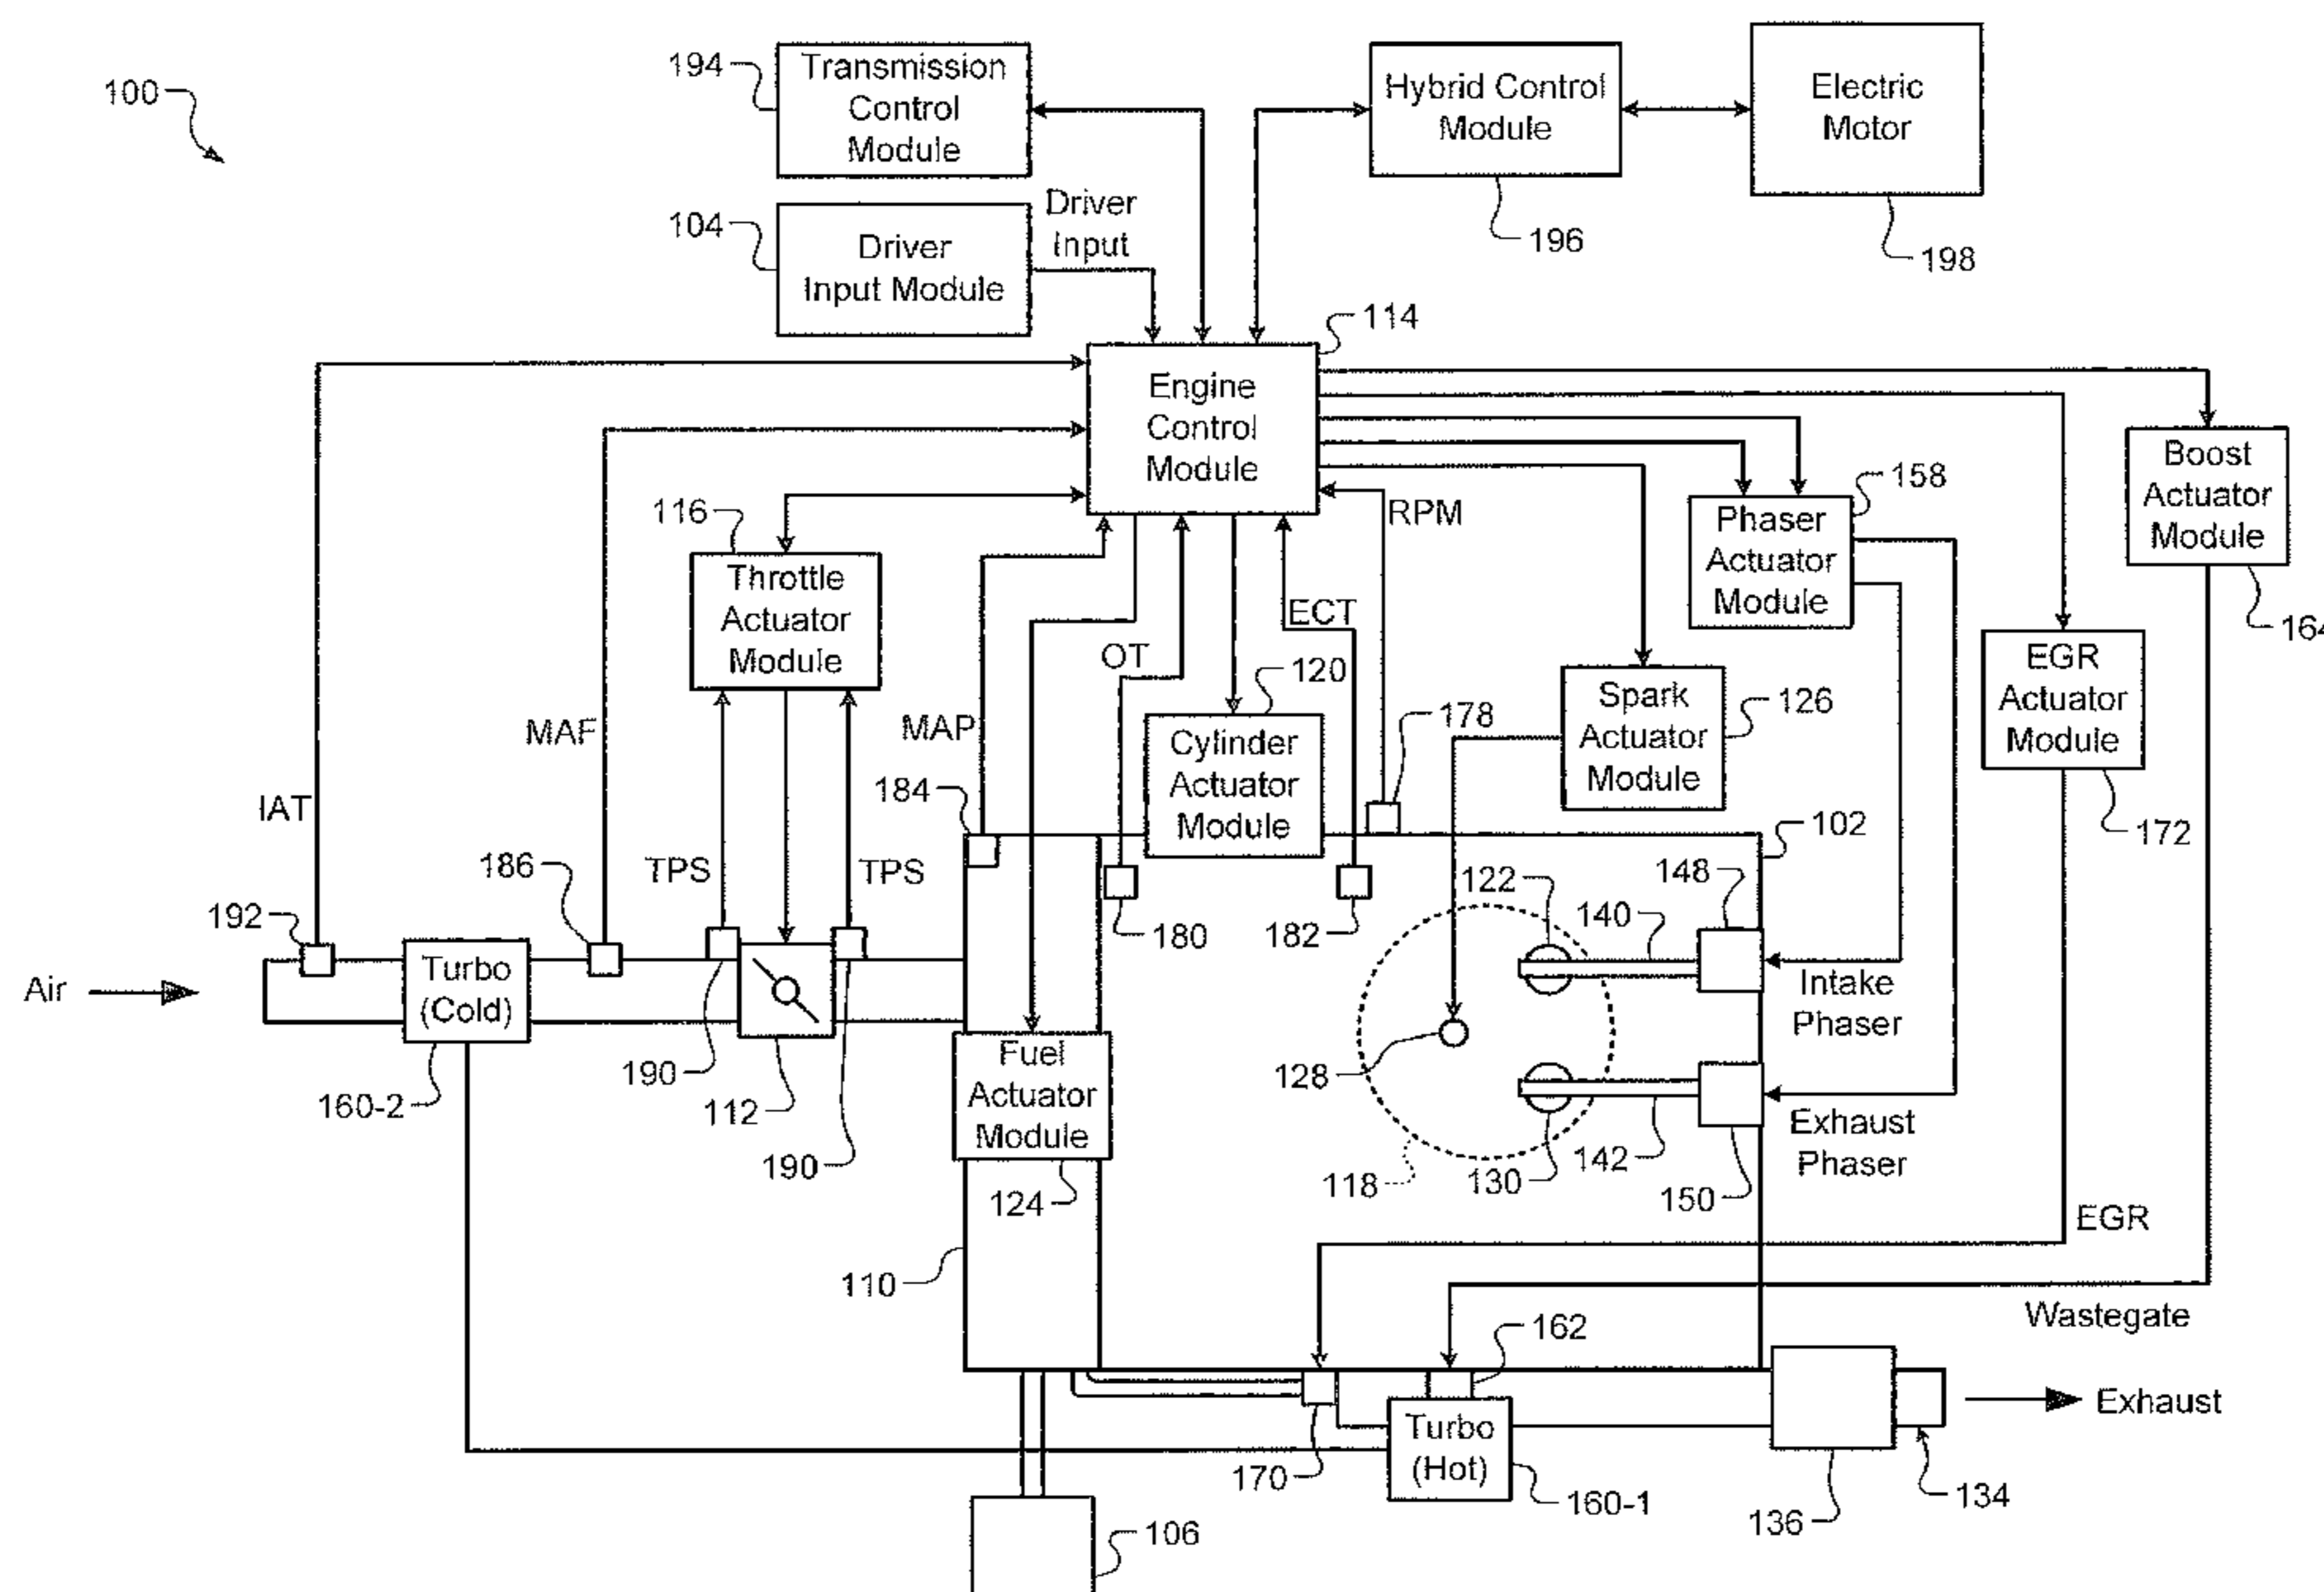 100
194
Transmission
Control
Module
Hybrid Control
Module
196
Electric
Motor
198
104
Driver
Input Module
Driver
Input
114
Engine
Control
Module
Boost
Actuator
Module
158
Phaser
Actuator
Module
116
Throttle
Actuator
Module
RPM
ECT
OT
120
Cylinder
Actuator
Module
178
Spark
Actuator
Module
126
EGR
Actuator
Module
172
IAT
MAF
MAP
184
TPS
TPS
186
192
180
182
122
140
148
102
Air
Turbo
(Cold)
160-2
190
112
190
Fuel
Actuator
Module
124
128
118
130
142
150
Intake
Phaser
Exhaust
Phaser
EGR
110
162
Wastegate
170
Turbo
(Hot)
160-1
136
134
Exhaust
106